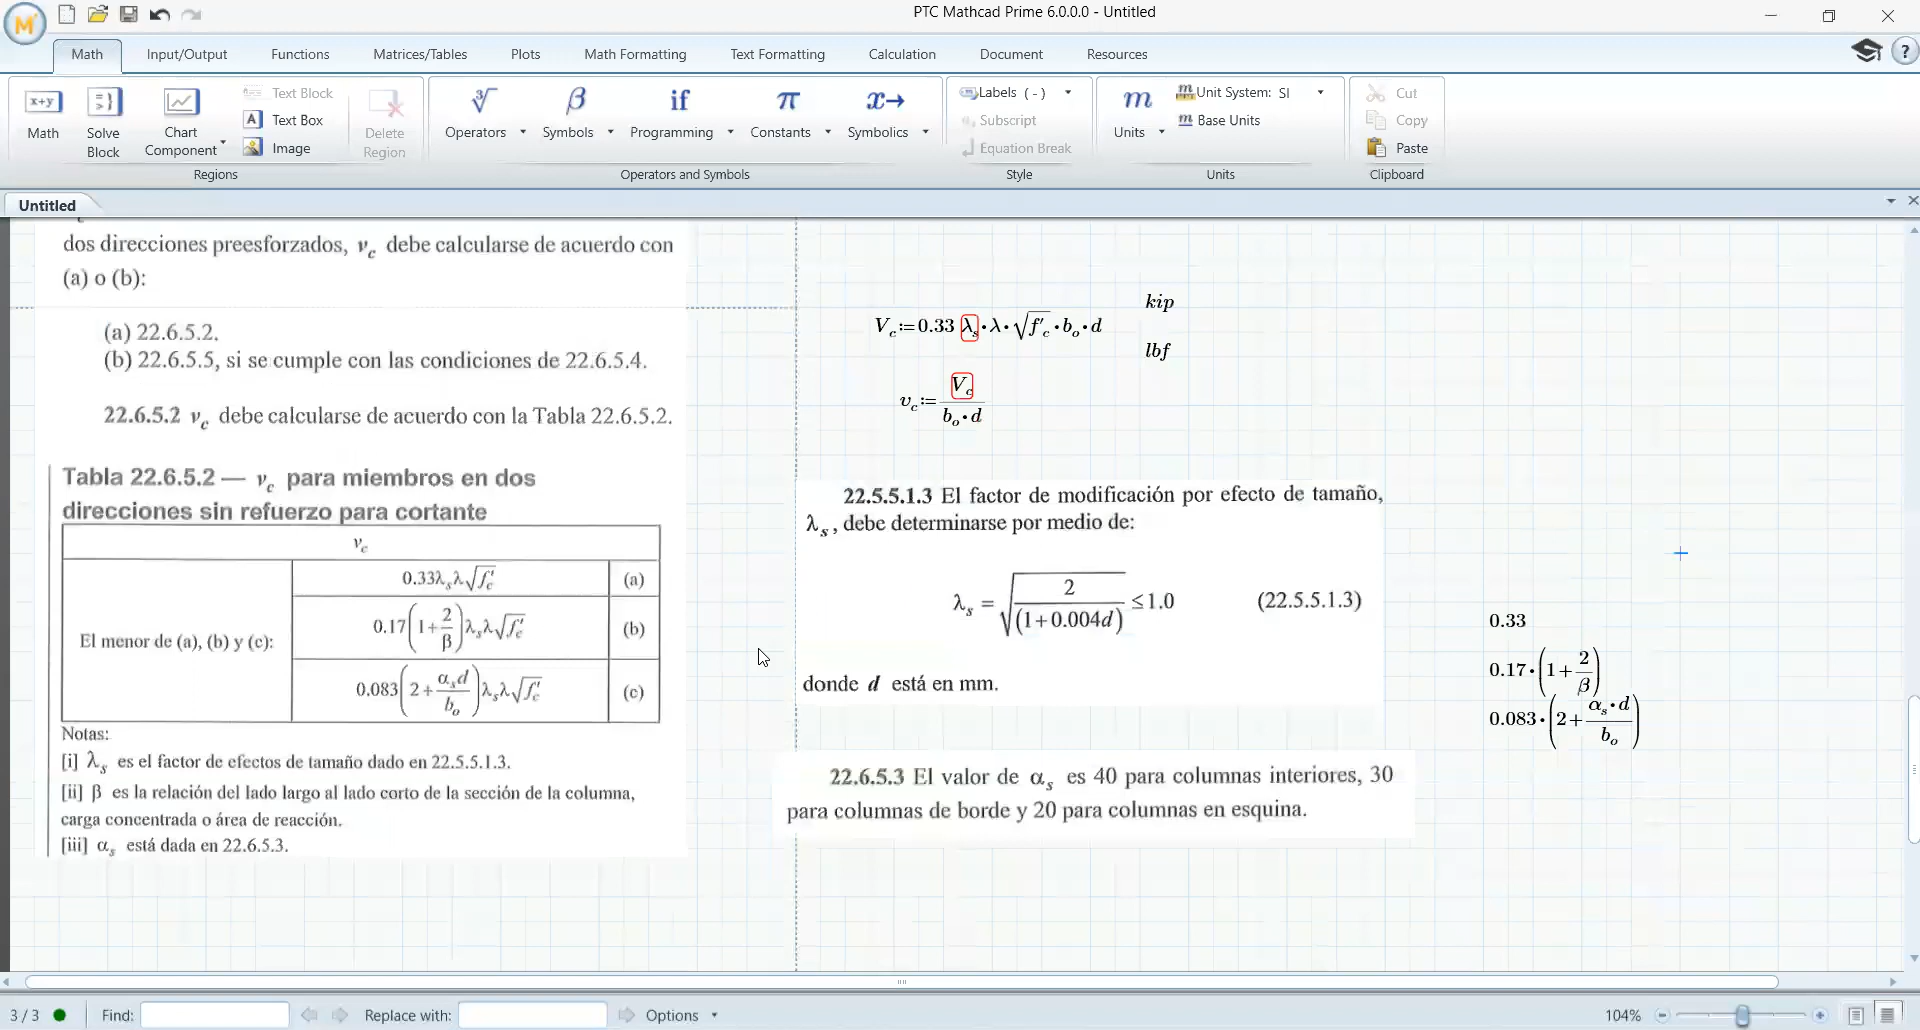 PTC Mathcad Prime 6.0.0.0 - Untitled
Math Input/Output Functions Matrices/Tables Plots Math Formatting Text Formatting Calculation Document Resources
Math
Solve Block
Chart Component
Text Block
Text Box
Image
Delete Region
Regions
Operators
Symbols
Programming
Constants
Symbolics
Operators and Symbols
Labels ( - )
Subscript
Equation Break
Style
Units
Unit System: SI
Base Units
Units
Cut
Copy
Paste
Clipboard
Untitled
dos direcciones preesforzados, v_c debe calcularse de acuerdo con
(a) o (b):
(a) 22.6.5.2.
(b) 22.6.5.5, si se cumple con las condiciones de 22.6.5.4.
22.6.5.2 v_c debe calcularse de acuerdo con la Tabla 22.6.5.2.
Tabla 22.6.5.2 — v_c para miembros en dos
direcciones sin refuerzo para cortante
v_c
El menor de (a), (b) y (c):
0.33λ_sλ√f'_c (a)
0.17(1+2/β)λ_sλ√f'_c (b)
0.083(2+α_sd/b_o)λ_sλ√f'_c (c)
Notas:
[i] λ_s es el factor de efectos de tamaño dado en 22.5.5.1.3.
[ii] β es la relación del lado largo al lado corto de la sección de la columna,
carga concentrada o área de reacción.
[iii] α_s está dada en 22.6.5.3.
V_c:=0.33 λ_s·λ·√f'_c·b_o·d
kip
lbf
v_c:=V_c/(b_o·d)
22.5.5.1.3 El factor de modificación por efecto de tamaño,
λ_s, debe determinarse por medio de:
λ_s = √(2/(1+0.004d)) ≤1.0 (22.5.5.1.3)
donde d está en mm.
22.6.5.3 El valor de α_s es 40 para columnas interiores, 30
para columnas de borde y 20 para columnas en esquina.
0.33
0.17·(1+2/β)
0.083·(2+α_s·d/b_o)
3 / 3 Find: Replace with: Options 104%